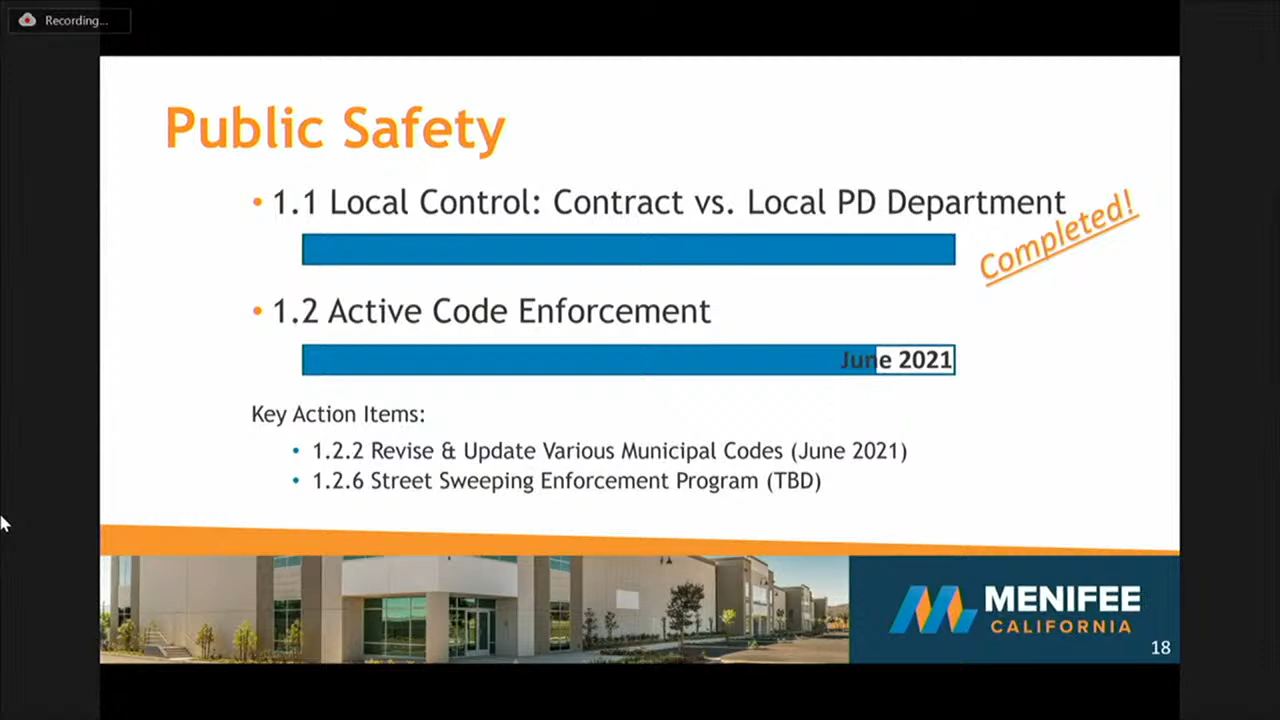 Recording...
Public Safety
• 1.1 Local Control: Contract vs. Local PD Department
Completed!
• 1.2 Active Code Enforcement
June 2021
Key Action Items:
• 1.2.2 Revise & Update Various Municipal Codes (June 2021)
• 1.2.6 Street Sweeping Enforcement Program (TBD)
MENIFEE
CALIFORNIA
18